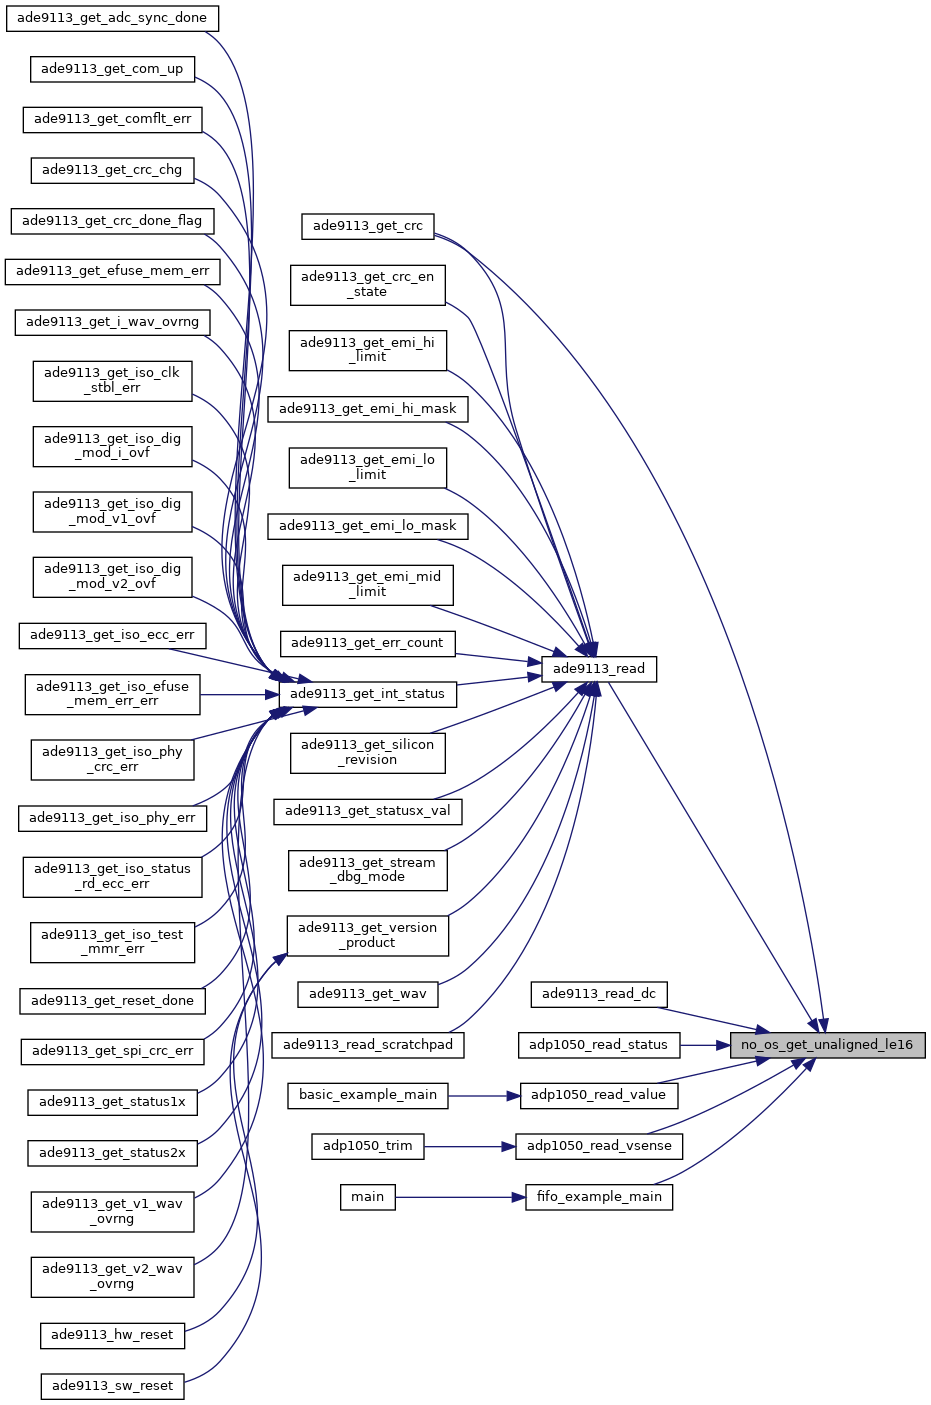 ade9113_get_adc_sync_done
ade9113_get_com_up
ade9113_get_comflt_err
ade9113_get_crc_chg
ade9113_get_crc_done_flag
ade9113_get_efuse_mem_err
ade9113_get_i_wav_ovrng
ade9113_get_iso_clk
_stbl_err
ade9113_get_iso_dig
_mod_i_ovf
ade9113_get_iso_dig
_mod_v1_ovf
ade9113_get_iso_dig
_mod_v2_ovf
ade9113_get_iso_ecc_err
ade9113_get_iso_efuse
_mem_err_err
ade9113_get_iso_phy
_crc_err
ade9113_get_iso_phy_err
ade9113_get_iso_status
_rd_ecc_err
ade9113_get_iso_test
_mmr_err
ade9113_get_reset_done
ade9113_get_spi_crc_err
ade9113_get_status1x
ade9113_get_status2x
ade9113_get_v1_wav
_ovrng
ade9113_get_v2_wav
_ovrng
ade9113_hw_reset
ade9113_sw_reset
ade9113_get_crc
ade9113_get_crc_en
_state
ade9113_get_emi_hi
_limit
ade9113_get_emi_hi_mask
ade9113_get_emi_lo
_limit
ade9113_get_emi_lo_mask
ade9113_get_emi_mid
_limit
ade9113_get_err_count
ade9113_get_int_status
ade9113_get_silicon
_revision
ade9113_get_statusx_val
ade9113_get_stream
_dbg_mode
ade9113_get_version
_product
ade9113_get_wav
ade9113_read_scratchpad
basic_example_main
adp1050_trim
main
ade9113_read
ade9113_read_dc
adp1050_read_status
adp1050_read_value
adp1050_read_vsense
fifo_example_main
no_os_get_unaligned_le16